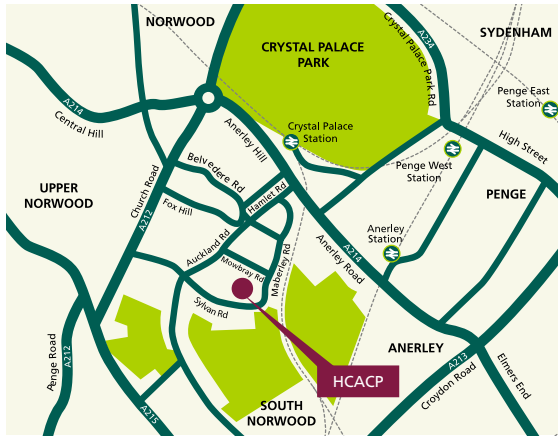 NORWOOD
CRYSTAL PALACE
PARK
Crystal Palace Park Rd
A234
SYDENHAM
Penge East
Station
A214
Central Hill
Anerley Hill
Crystal Palace
Station
High Street
Penge West
Station
Belvedere Rd
Hamlet Rd
UPPER
NORWOOD
Church Road
A212
Fox Hill
PENGE
Auckland Rd
Anerley
Station
A214
Anerley Road
Mowbray Rd
Maberley Rd
Sylvan Rd
Penge Road
A212
HCACP
ANERLEY
A213
Croydon Road
Elmers End
A215
SOUTH
NORWOOD